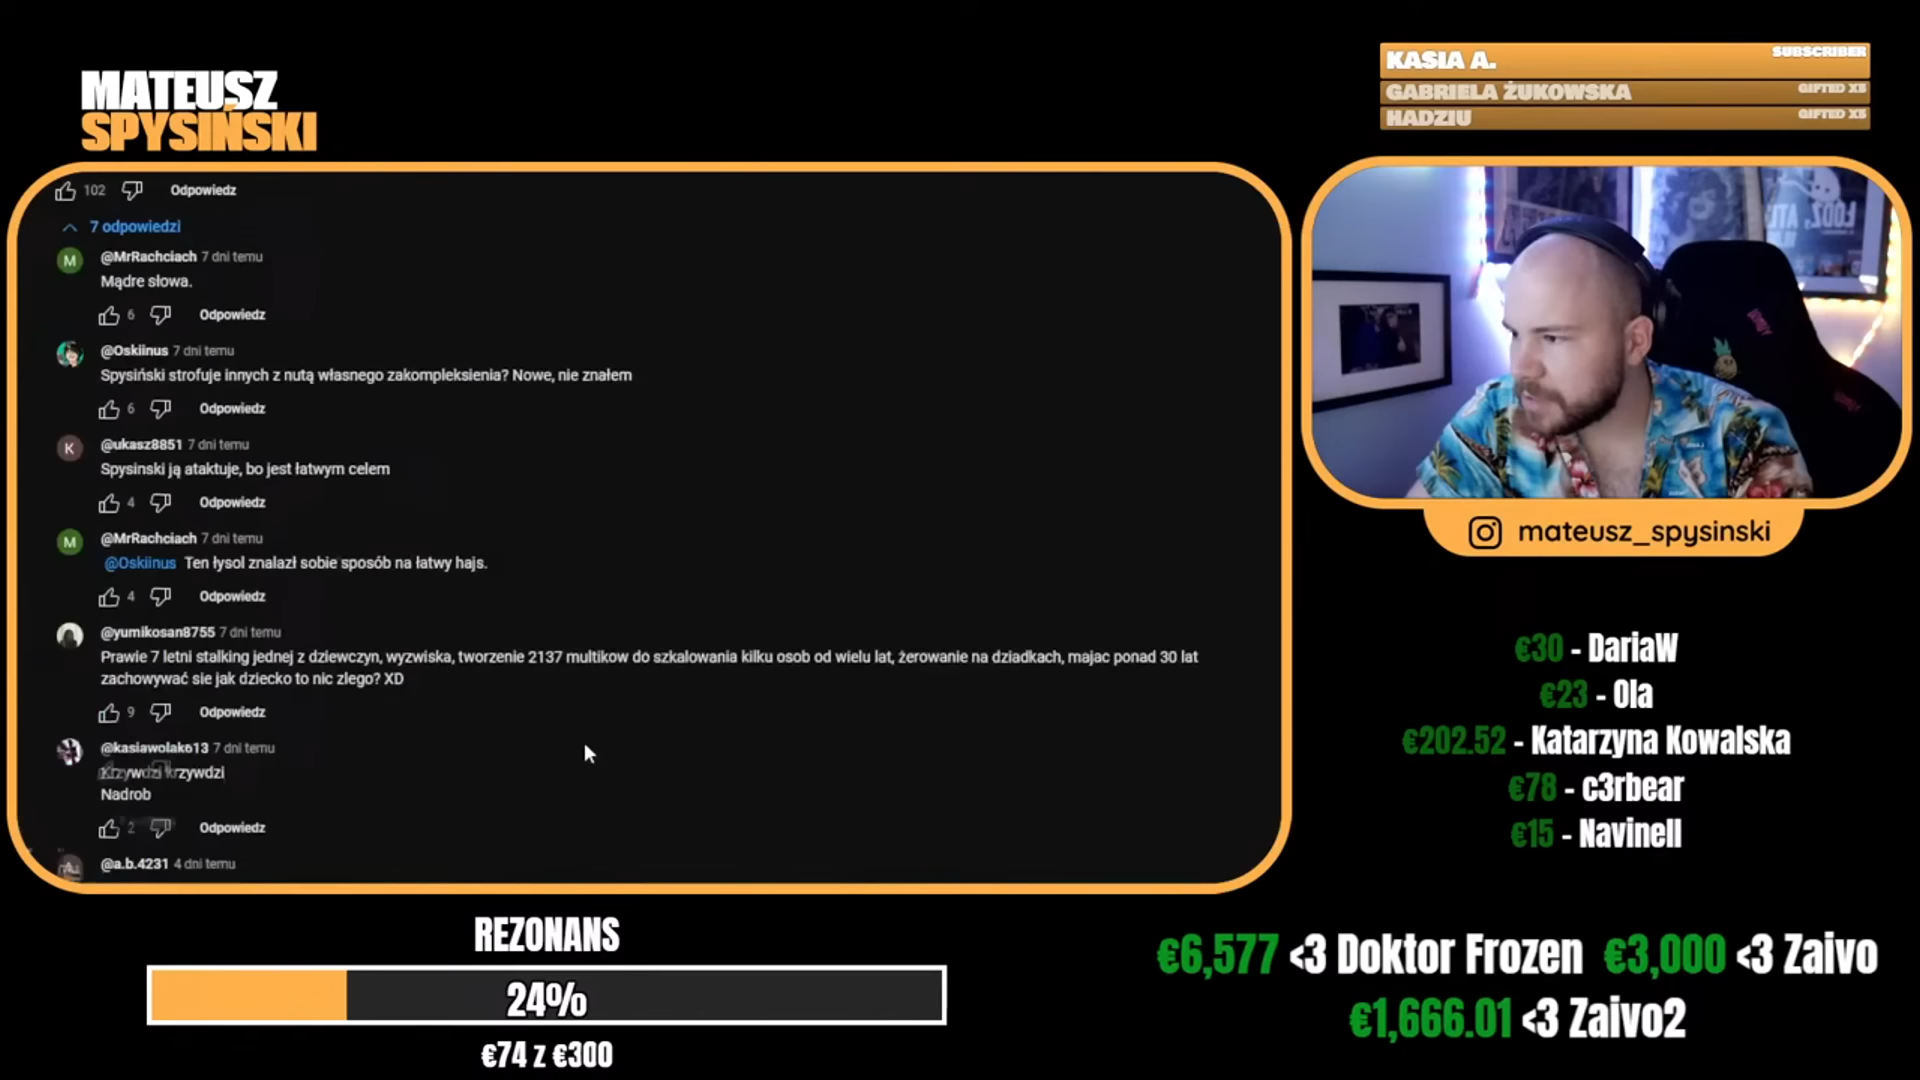 MATEUSZ
SPYSIŃSKI
KASIA A. SUBSCRIBER
GABRIELA ŻUKOWSKA GIFTED X5
HADZIU GIFTED X5
102 Odpowiedz
7 odpowiedzi
M @MrRachciach 7 dni temu
Mądre słowa.
6 Odpowiedz
@Oskiinus 7 dni temu
Spysiński strofuje innych z nutą własnego zakompleksienia? Nowe, nie znałem
6 Odpowiedz
K @ukasz8851 7 dni temu
Spysinski ją ataktuje, bo jest łatwym celem
4 Odpowiedz
M @MrRachciach 7 dni temu
@Oskiinus Ten łysol znalazł sobie sposób na łatwy hajs.
4 Odpowiedz
@yumikosan8755 7 dni temu
Prawie 7 letni stalking jednej z dziewczyn, wyzwiska, tworzenie 2137 multikow do szkalowania kilku osob od wielu lat, żerowanie na dziadkach, majac ponad 30 lat
zachowywać sie jak dziecko to nic zlego? XD
9 Odpowiedz
@kasiawolak613 7 dni temu
Krzywdzi krzywdzi
Nadrob
2 Odpowiedz
@a.b.4231 4 dni temu
ŁÓDŹ,
mateusz_spysinski
€30 - DariaW
€23 - Ola
€202.52 - Katarzyna Kowalska
€78 - c3rbear
€15 - Navinell
REZONANS
24%
€74 z €300
€6,577 <3 Doktor Frozen €3,000 <3 Zaivo
€1,666.01 <3 Zaivo2